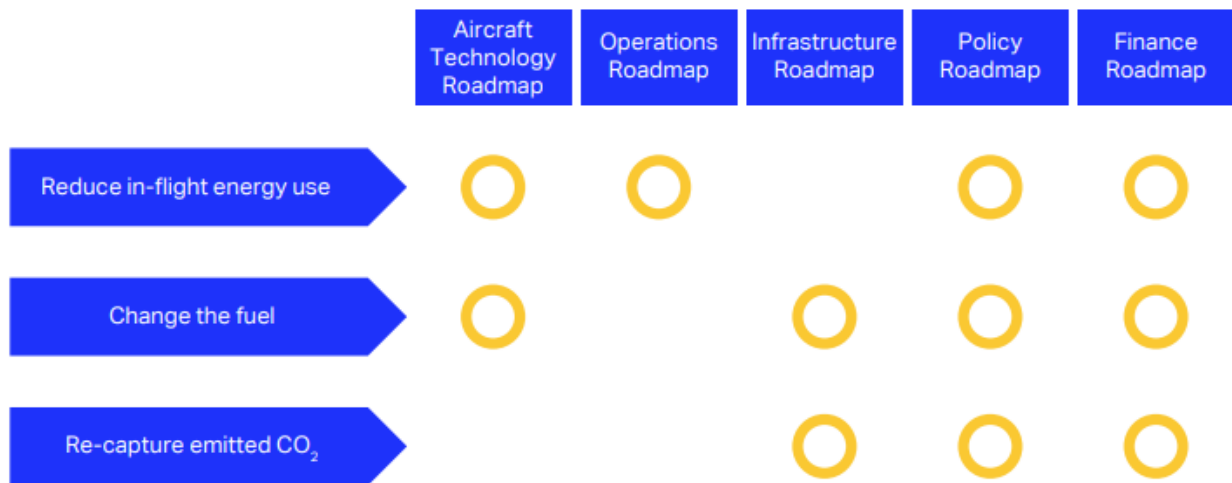 Aircraft
Technology
Roadmap
Operations
Roadmap
Infrastructure
Roadmap
Policy
Roadmap
Finance
Roadmap
Reduce in-flight energy use
Change the fuel
Re-capture emitted CO₂